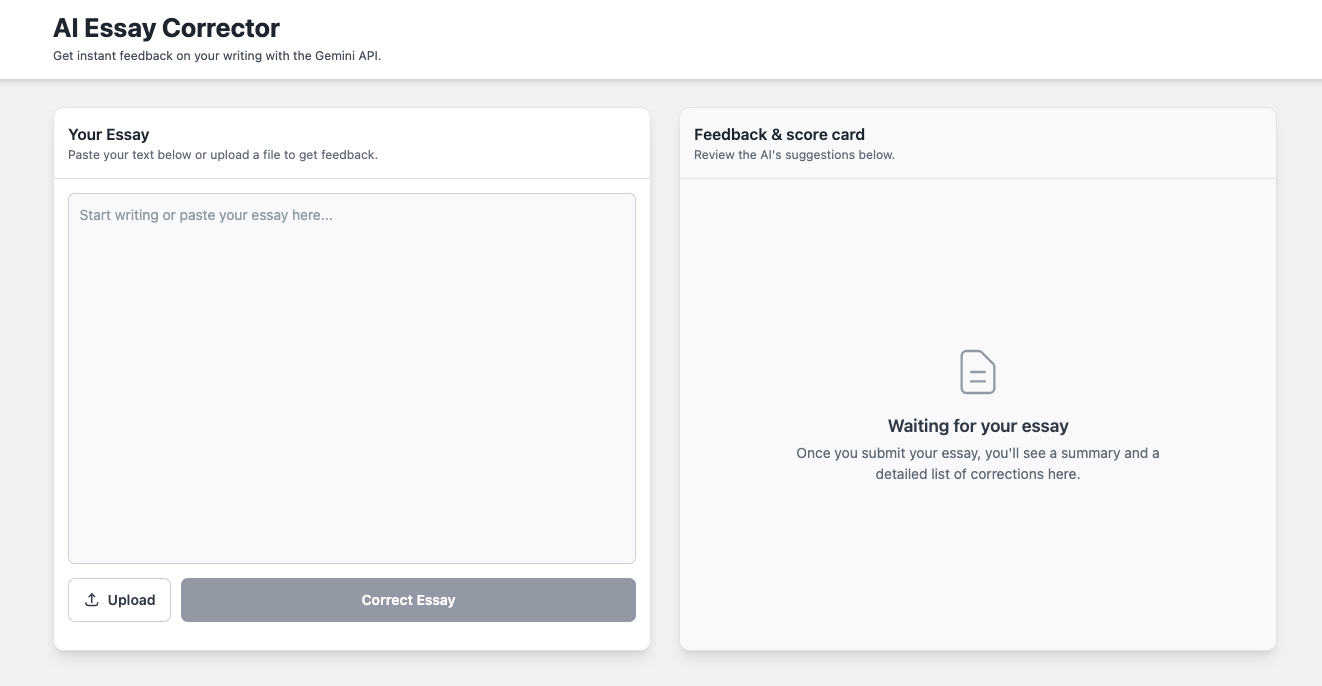 AI Essay Corrector
Get instant feedback on your writing with the Gemini API.
Your Essay
Paste your text below or upload a file to get feedback.
Start writing or paste your essay here...
Upload
Correct Essay
Feedback & score card
Review the AI's suggestions below.
Waiting for your essay
Once you submit your essay, you'll see a summary and a
detailed list of corrections here.